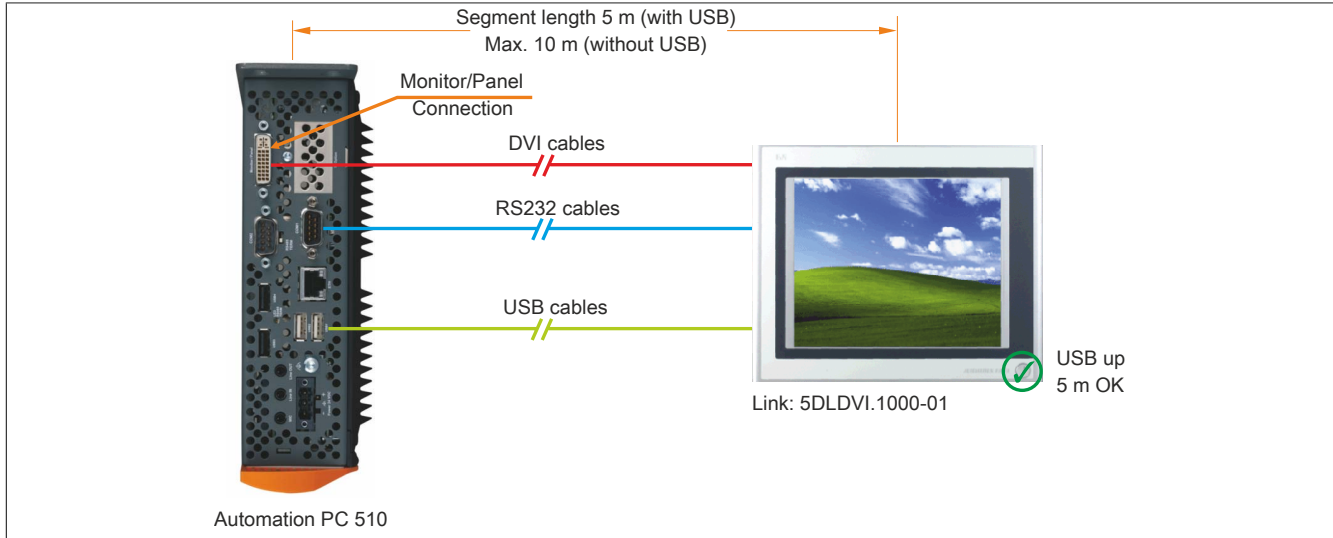 Segment length 5 m (with USB)
Max. 10 m (without USB)
Monitor/Panel
Connection
DVI cables
RS232 cables
USB cables
USB up
5 m OK
Link: 5DLDVI.1000-01
Automation PC 510